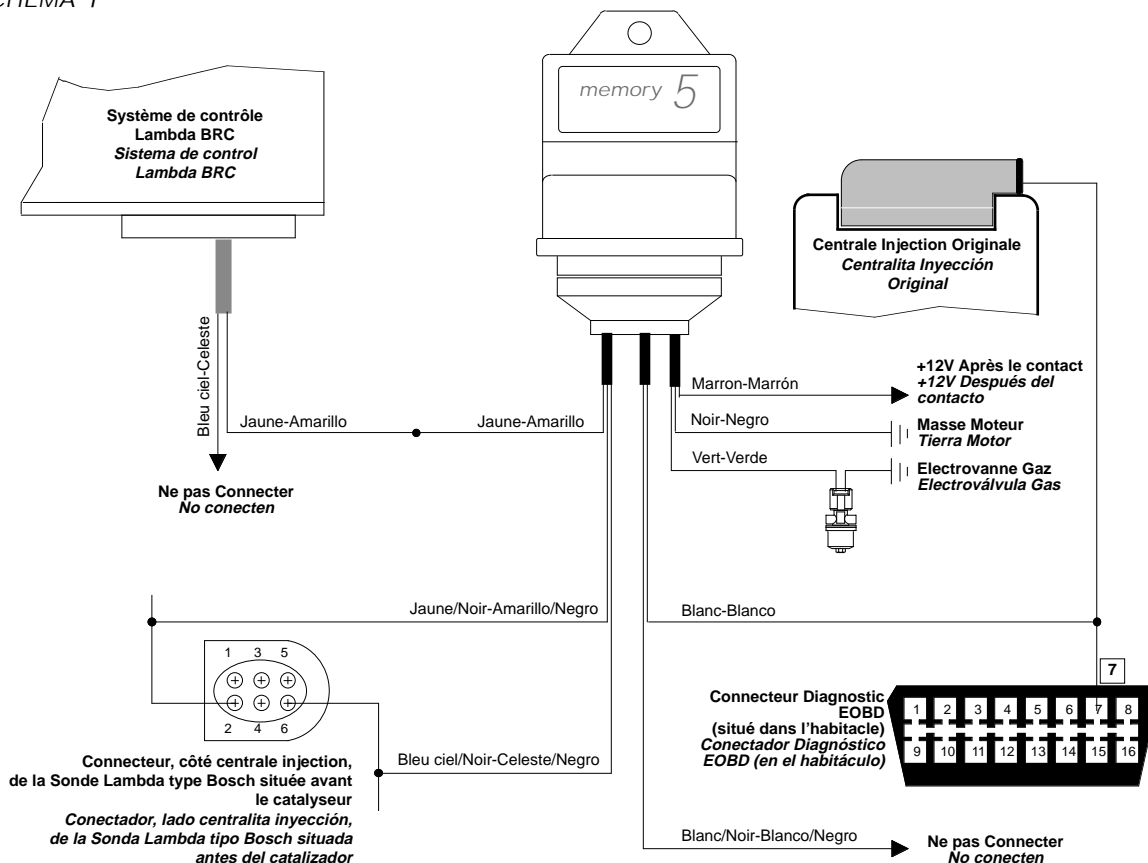 CHEMA 1
memory 5
Système de contrôle
Lambda BRC
Sistema de control
Lambda BRC
Centrale Injection Originale
Centralita Inyección
Original
Bleu ciel-Celeste
Jaune-Amarillo
Jaune-Amarillo
Ne pas Connecter
No conecten
Marron-Marrón
+12V Après le contact
+12V Después del
contacto
Noir-Negro
Masse Moteur
Tierra Motor
Vert-Verde
Electrovanne Gaz
Electroválvula Gas
Jaune/Noir-Amarillo/Negro
Blanc-Blanco
1 3 5
2 4 6
7
Connecteur Diagnostic
EOBD
(situé dans l'habitacle)
Conectador Diagnóstico
EOBD (en el habitáculo)
1 2 3 4 5 6 7 8
9 10 11 12 13 14 15 16
Connecteur, côté centrale injection,
de la Sonde Lambda type Bosch située avant
le catalyseur
Conectador, lado centralita inyección,
de la Sonda Lambda tipo Bosch situada
antes del catalizador
Bleu ciel/Noir-Celeste/Negro
Blanc/Noir-Blanco/Negro
Ne pas Connecter
No conecten